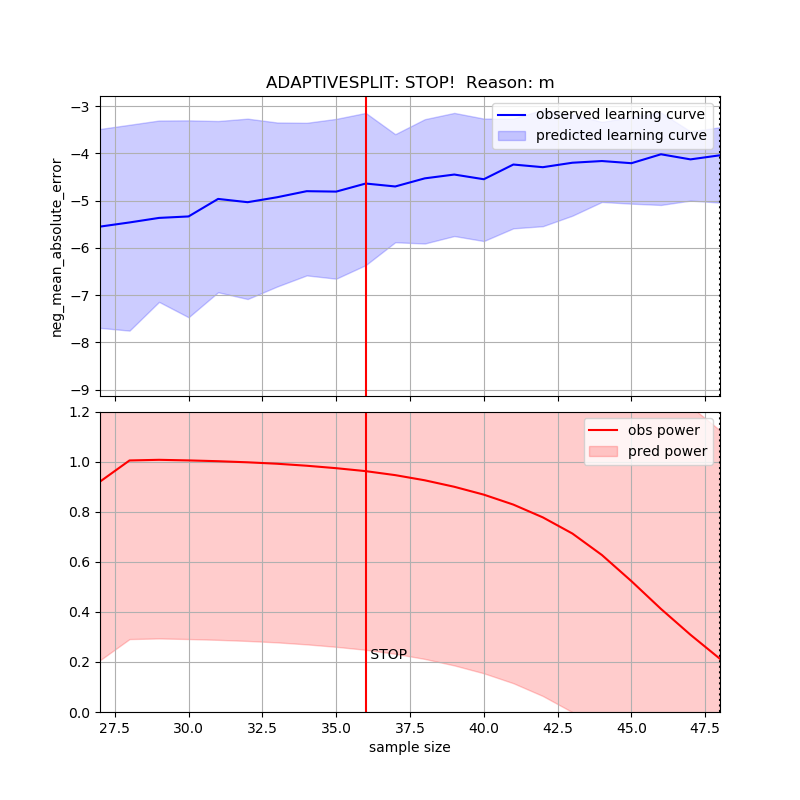 ADAPTIVESPLIT: STOP!  Reason: m
−3
−4
−5
−6
−7
−8
−9
neg_mean_absolute_error
observed learning curve
predicted learning curve
1.2
1.0
0.8
0.6
0.4
0.2
0.0
obs power
pred power
STOP
27.5 30.0 32.5 35.0 37.5 40.0 42.5 45.0 47.5
sample size